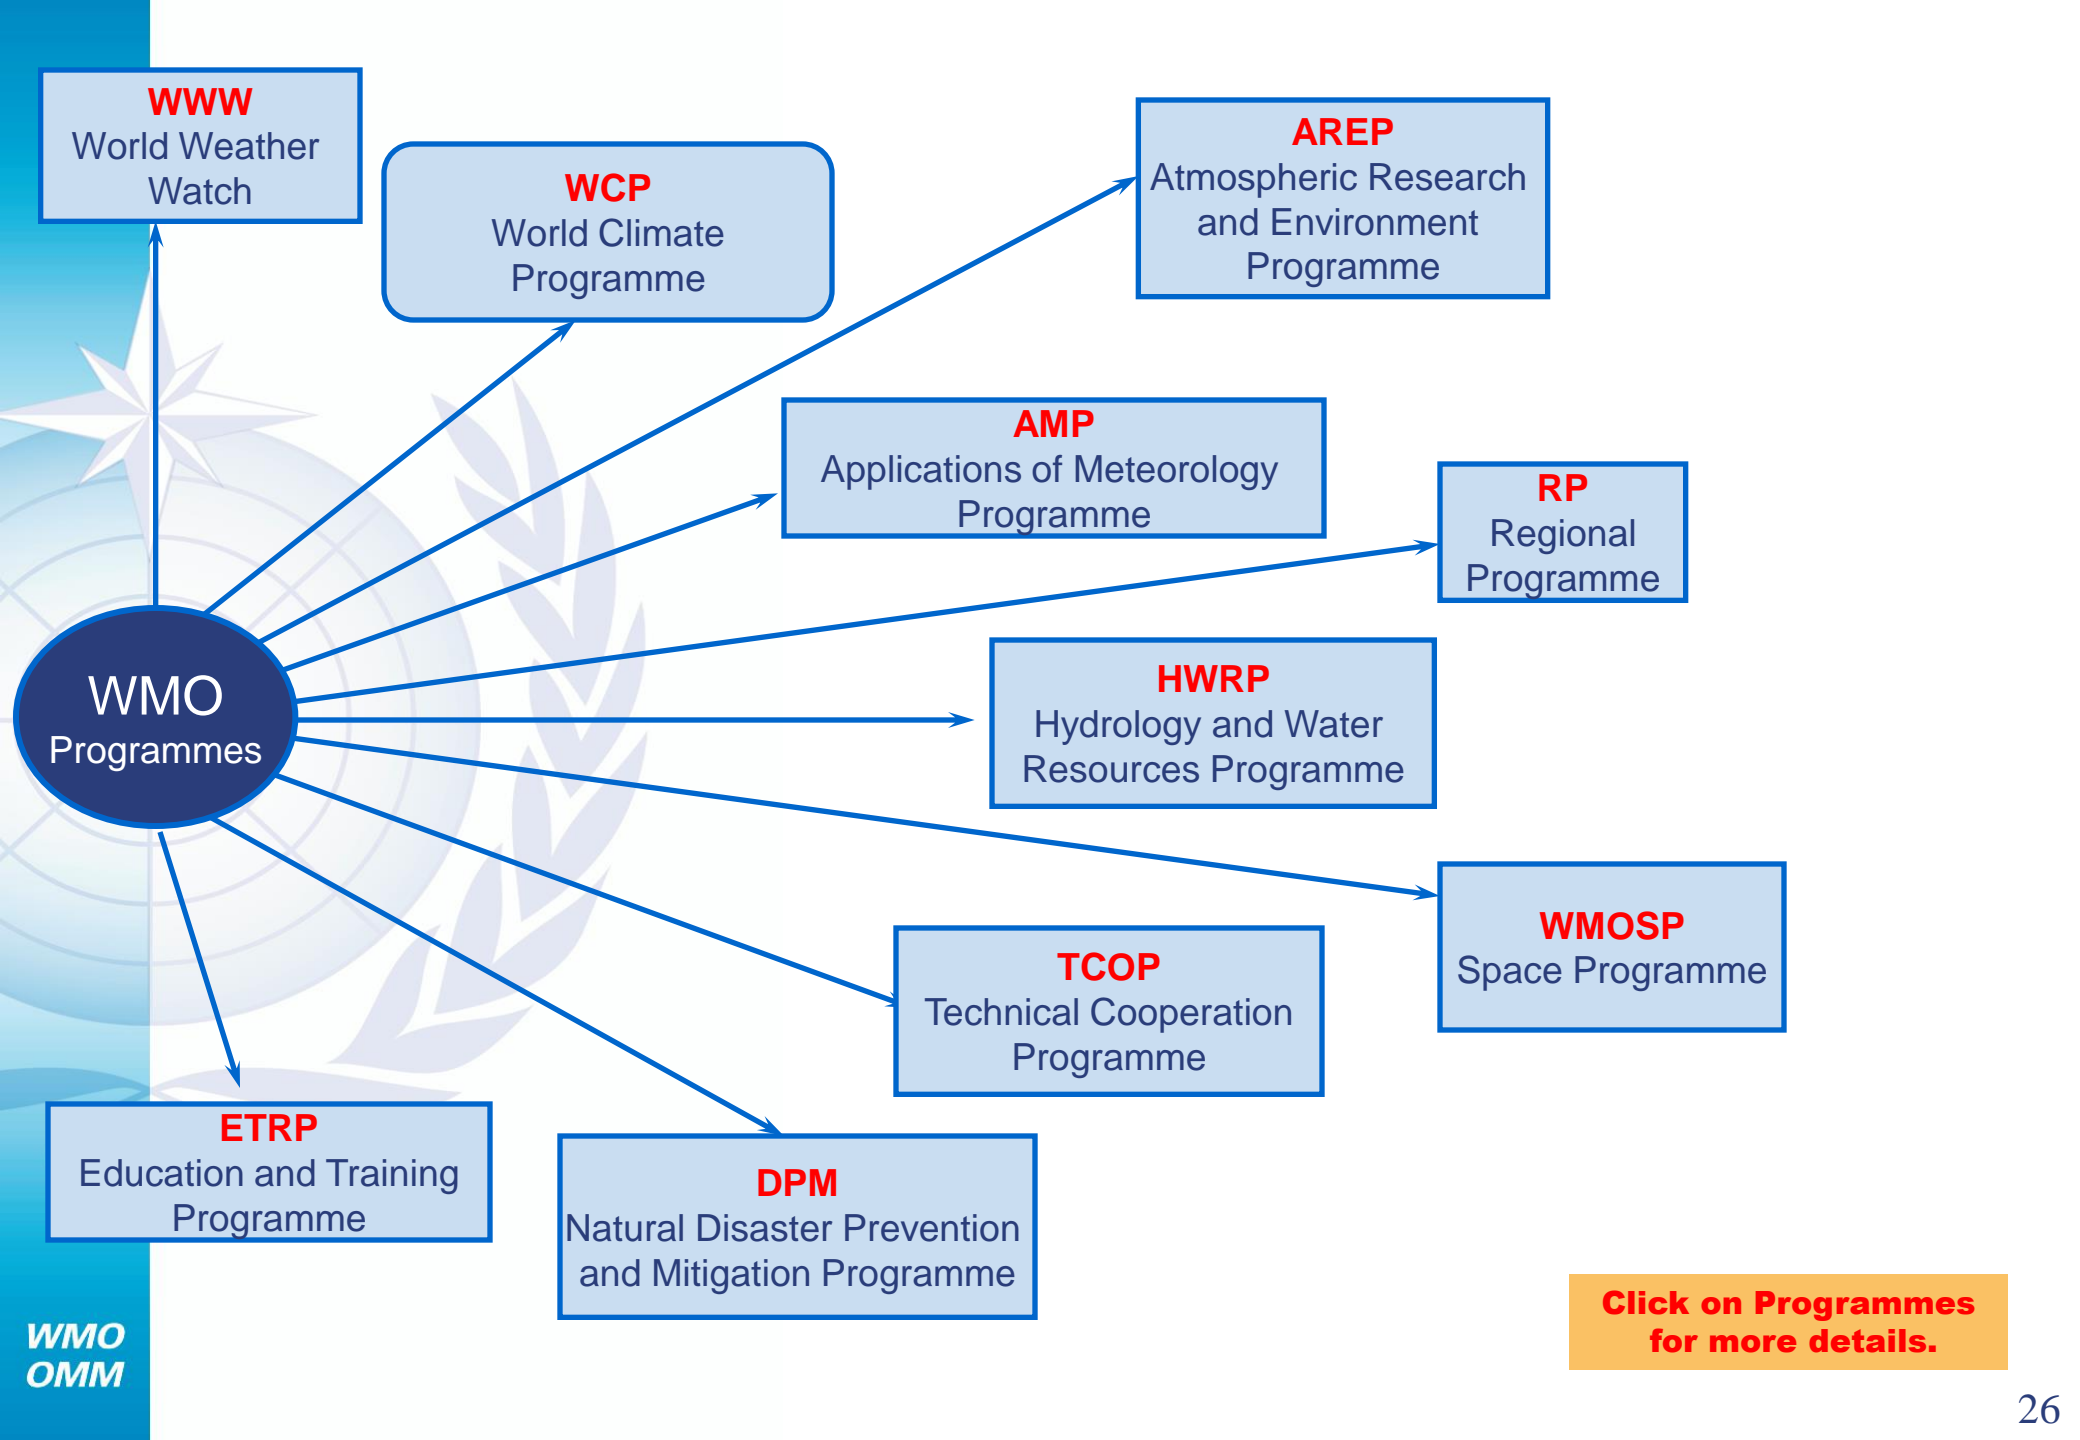 WWW
World Weather
Watch
WCP
World Climate
Programme
AREP
Atmospheric Research
and Environment
Programme
AMP
Applications of Meteorology
Programme
RP
Regional
Programme
WMO
Programmes
HWRP
Hydrology and Water
Resources Programme
WMOSP
Space Programme
TCOP
Technical Cooperation
Programme
ETRP
Education and Training
Programme
DPM
Natural Disaster Prevention
and Mitigation Programme
Click on Programmes
for more details.
WMO
OMM
26